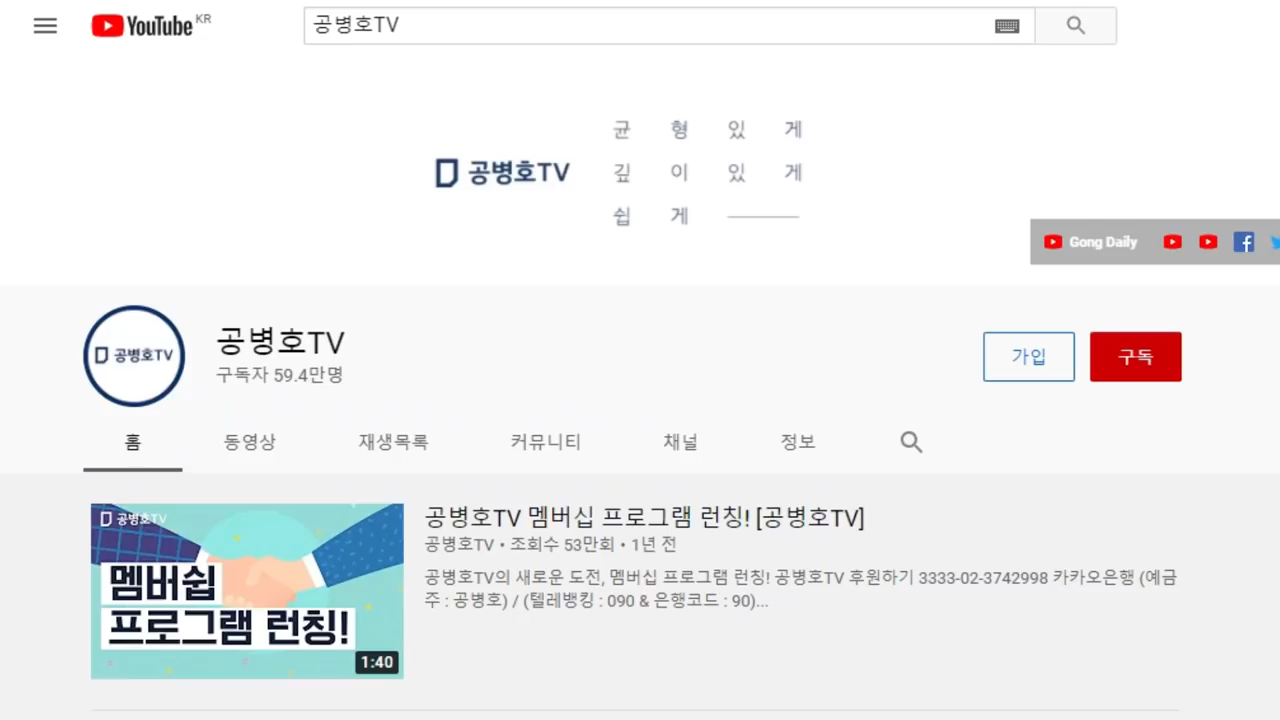 YouTube KR
공병호TV
균 형 있 게
공병호TV
깊 이 있 게
쉽 게
Gong Daily
공병호TV
공병호TV
구독자 59.4만명
가입
구독
홈
동영상
재생목록
커뮤니티
채널
정보
공병호TV
멤버쉽
프로그램 런칭!
1:40
공병호TV 멤버십 프로그램 런칭! [공병호TV]
공병호TV • 조회수 53만회 • 1년 전
공병호TV의 새로운 도전, 멤버십 프로그램 런칭! 공병호TV 후원하기 3333-02-3742998 카카오은행 (예금
주 : 공병호) / (텔레뱅킹 : 090 & 은행코드 : 90)...